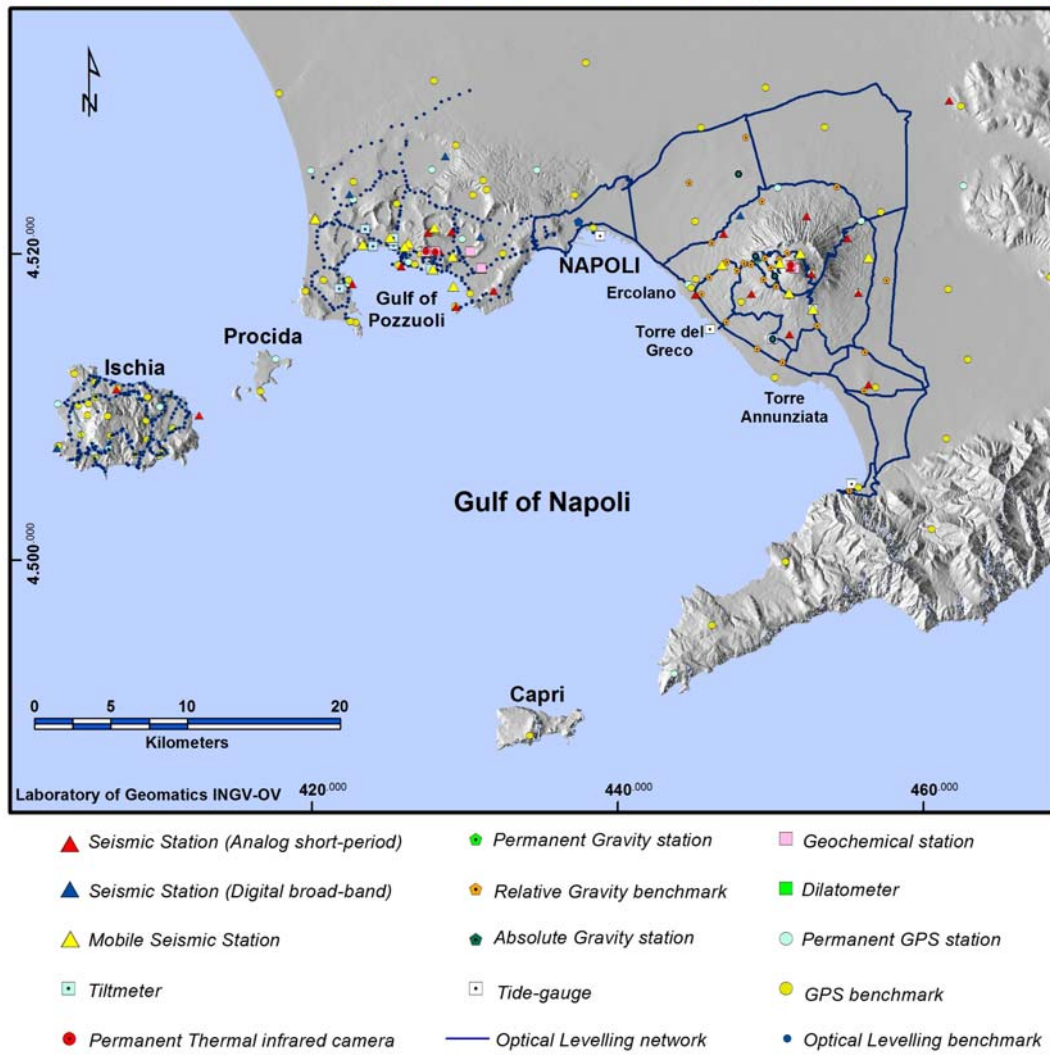 N
4.520.000
NAPOLI
Ercolano
Gulf of
Pozzuoli
Torre del
Greco
Procida
Ischia
Torre
Annunziata
Gulf of Napoli
4.500.000
Capri
0 5 10 20
Kilometers
Laboratory of Geomatics INGV-OV
420.000 440.000 460.000
Seismic Station (Analog short-period)
Permanent Gravity station
Geochemical station
Seismic Station (Digital broad-band)
Relative Gravity benchmark
Dilatometer
Mobile Seismic Station
Absolute Gravity station
Permanent GPS station
Tiltmeter
Tide-gauge
GPS benchmark
Permanent Thermal infrared camera
Optical Levelling network
Optical Levelling benchmark